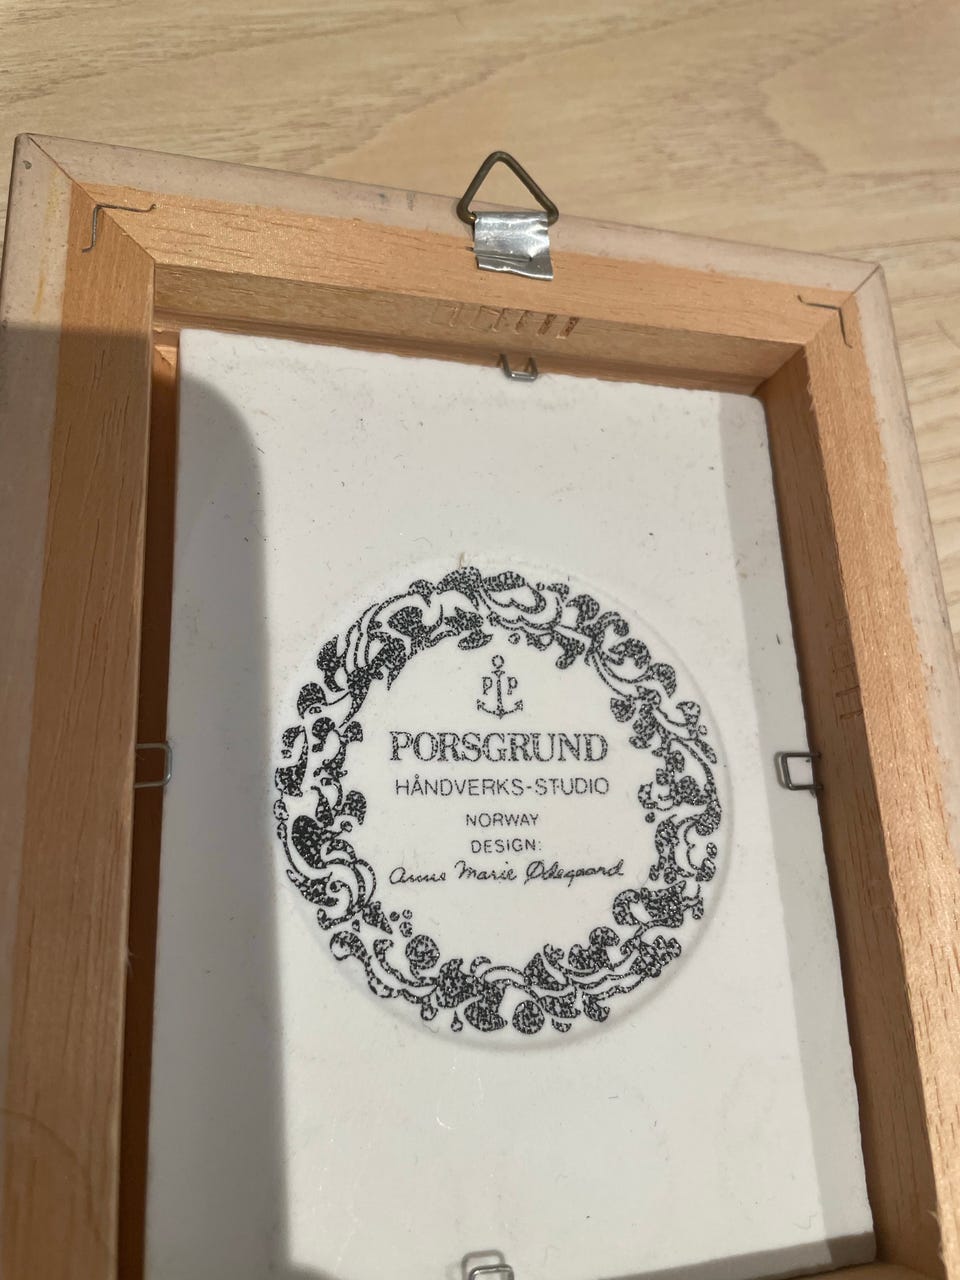 P P
PORSGRUND
HÅNDVERKS-STUDIO
NORWAY
DESIGN:
Anne Marie Ødegaard